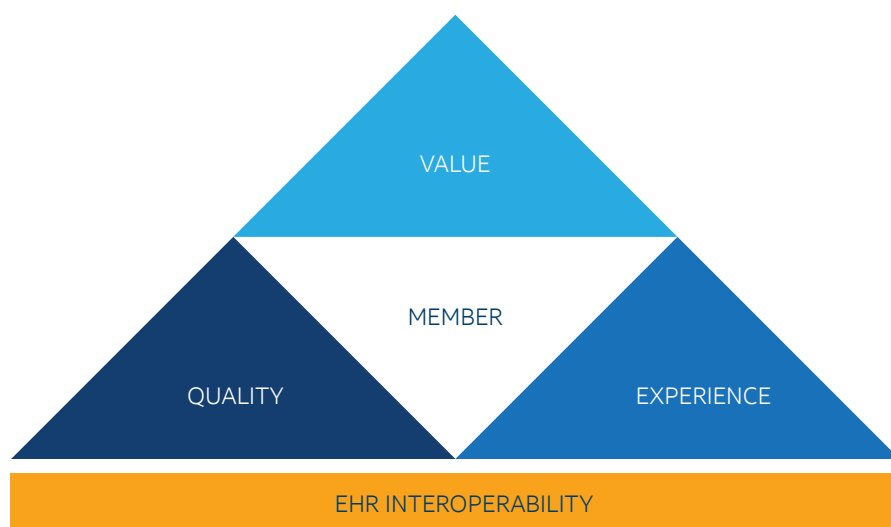 VALUE
MEMBER
QUALITY
EXPERIENCE
EHR INTEROPERABILITY